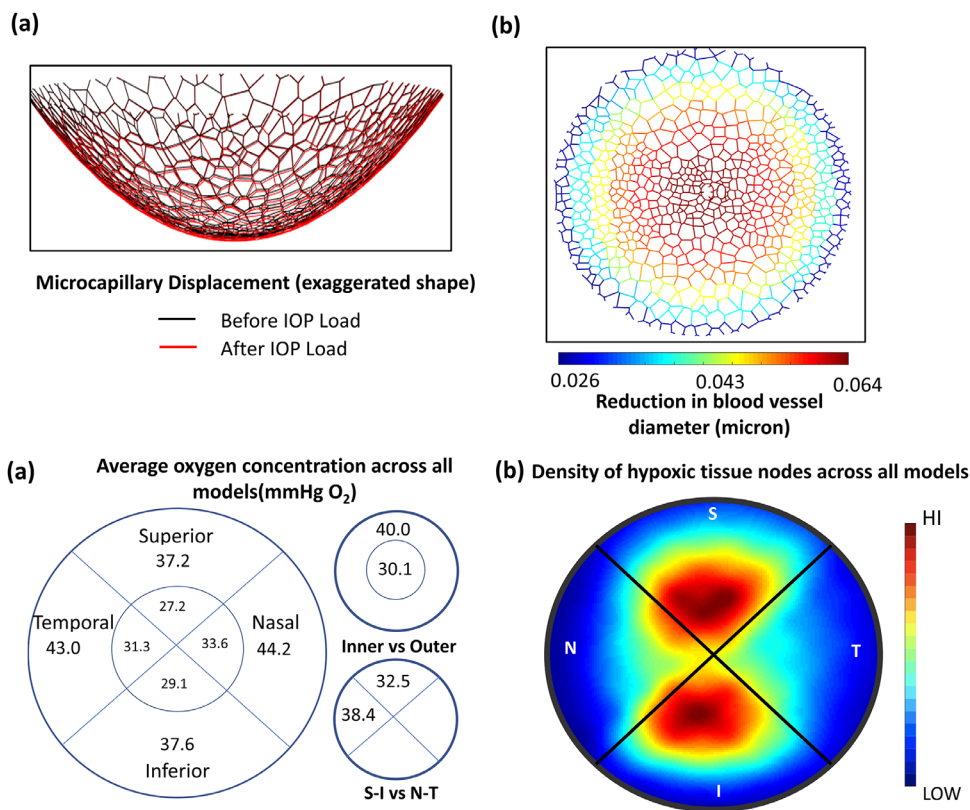 (a)
(b)
Microcapillary Displacement (exaggerated shape)
Before IOP Load
After IOP Load
0.026
0.043
0.064
Reduction in blood vessel
diameter (micron)
(a)
Average oxygen concentration across all
models(mmHg O₂)
Superior
37.2
27.2
Temporal
43.0
31.3
33.6
Nasal
44.2
29.1
37.6
Inferior
40.0
30.1
Inner vs Outer
32.5
38.4
S-I vs N-T
(b) Density of hypoxic tissue nodes across all models
S
N
T
I
HI
LOW